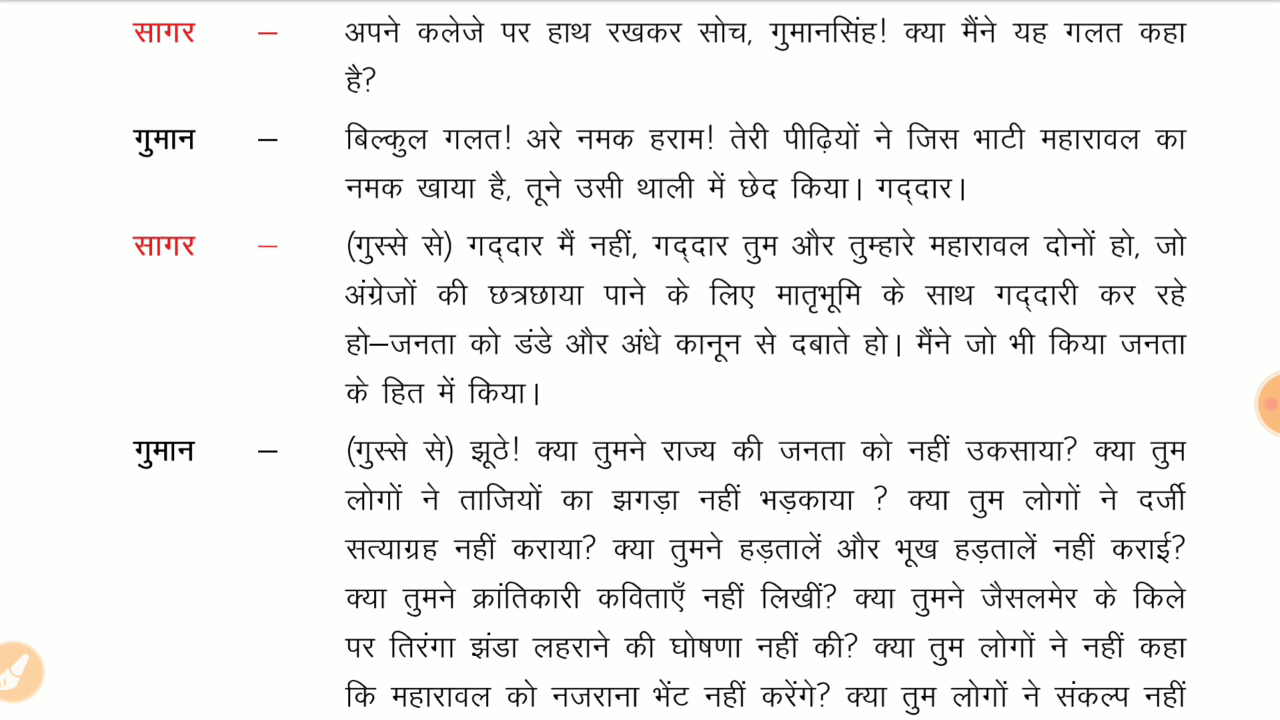 सागर – अपने कलेजे पर हाथ रखकर सोच, गुमानसिंह! क्या मैंने यह गलत कहा
है?
गुमान – बिल्कुल गलत! अरे नमक हराम! तेरी पीढ़ियों ने जिस भाटी महारावल का
नमक खाया है, तूने उसी थाली में छेद किया। गद्‌दार।
सागर – (गुस्से से) गद्‌दार मैं नहीं, गद्‌दार तुम और तुम्हारे महारावल दोनों हो, जो
अंग्रेजों की छत्रछाया पाने के लिए मातृभूमि के साथ गद्‌दारी कर रहे
हो–जनता को डंडे और अंधे कानून से दबाते हो। मैंने जो भी किया जनता
के हित में किया।
गुमान – (गुस्से से) झूठे! क्या तुमने राज्य की जनता को नहीं उकसाया? क्या तुम
लोगों ने ताजियों का झगड़ा नहीं भड़काया ? क्या तुम लोगों ने दर्जी
सत्याग्रह नहीं कराया? क्या तुमने हड़तालें और भूख हड़तालें नहीं कराई?
क्या तुमने क्रांतिकारी कविताएँ नहीं लिखीं? क्या तुमने जैसलमेर के किले
पर तिरंगा झंडा लहराने की घोषणा नहीं की? क्या तुम लोगों ने नहीं कहा
कि महारावल को नजराना भेंट नहीं करेंगे? क्या तुम लोगों ने संकल्प नहीं